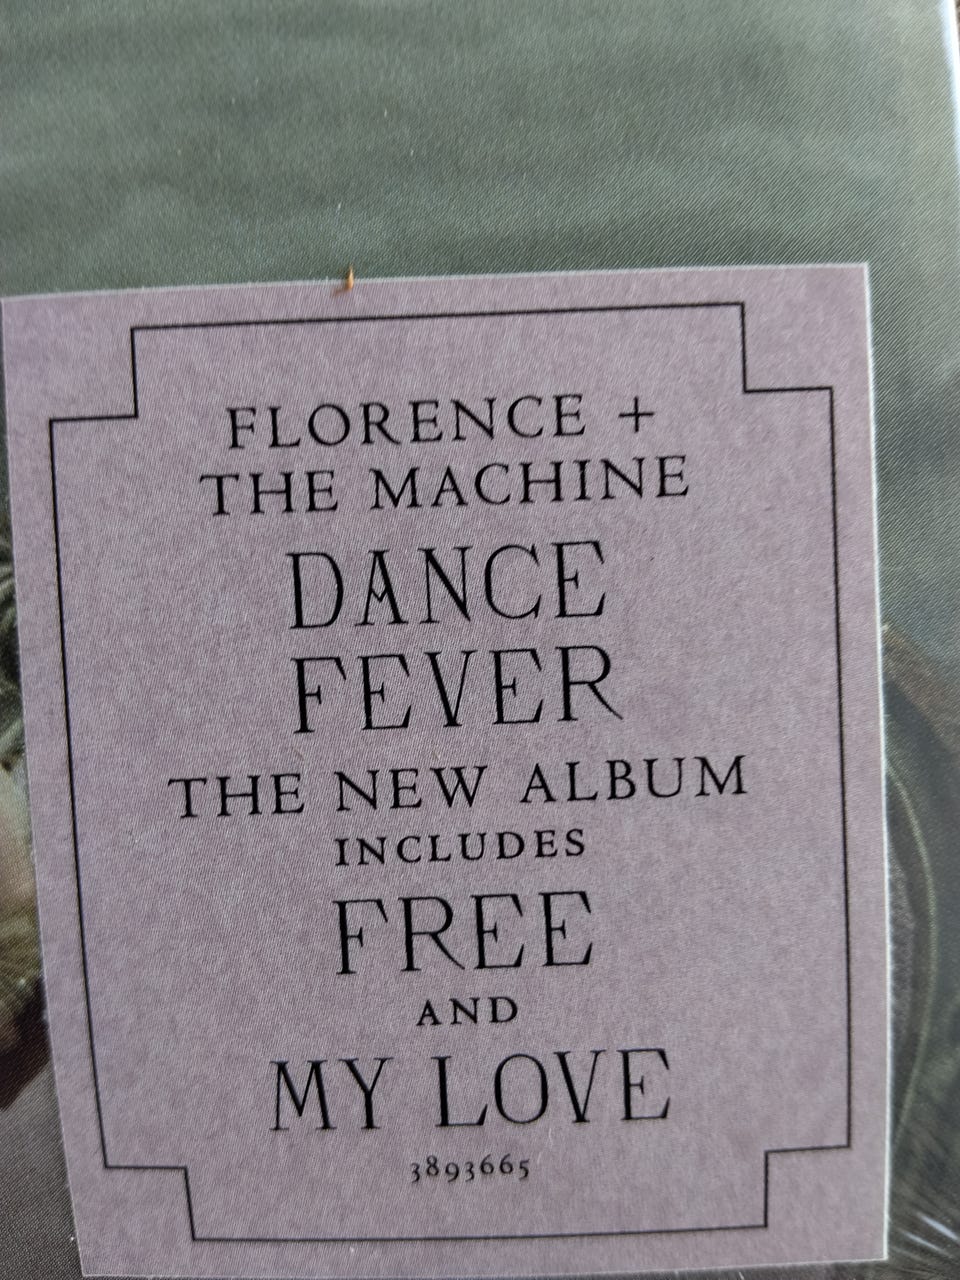 FLORENCE +
THE MACHINE
DANCE
FEVER
THE NEW ALBUM
INCLUDES
FREE
AND
MY LOVE
3893665